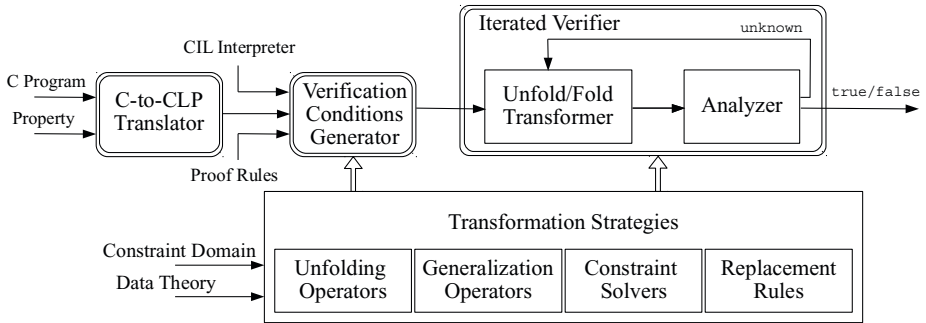 Iterated Verifier
unknown
CIL Interpreter
C Program
Property
C-to-CLP
Translator
Verification
Conditions
Generator
Proof Rules
Unfold/Fold
Transformer
Analyzer
true/false
Transformation Strategies
Constraint Domain
Data Theory
Unfolding
Operators
Generalization
Operators
Constraint
Solvers
Replacement
Rules